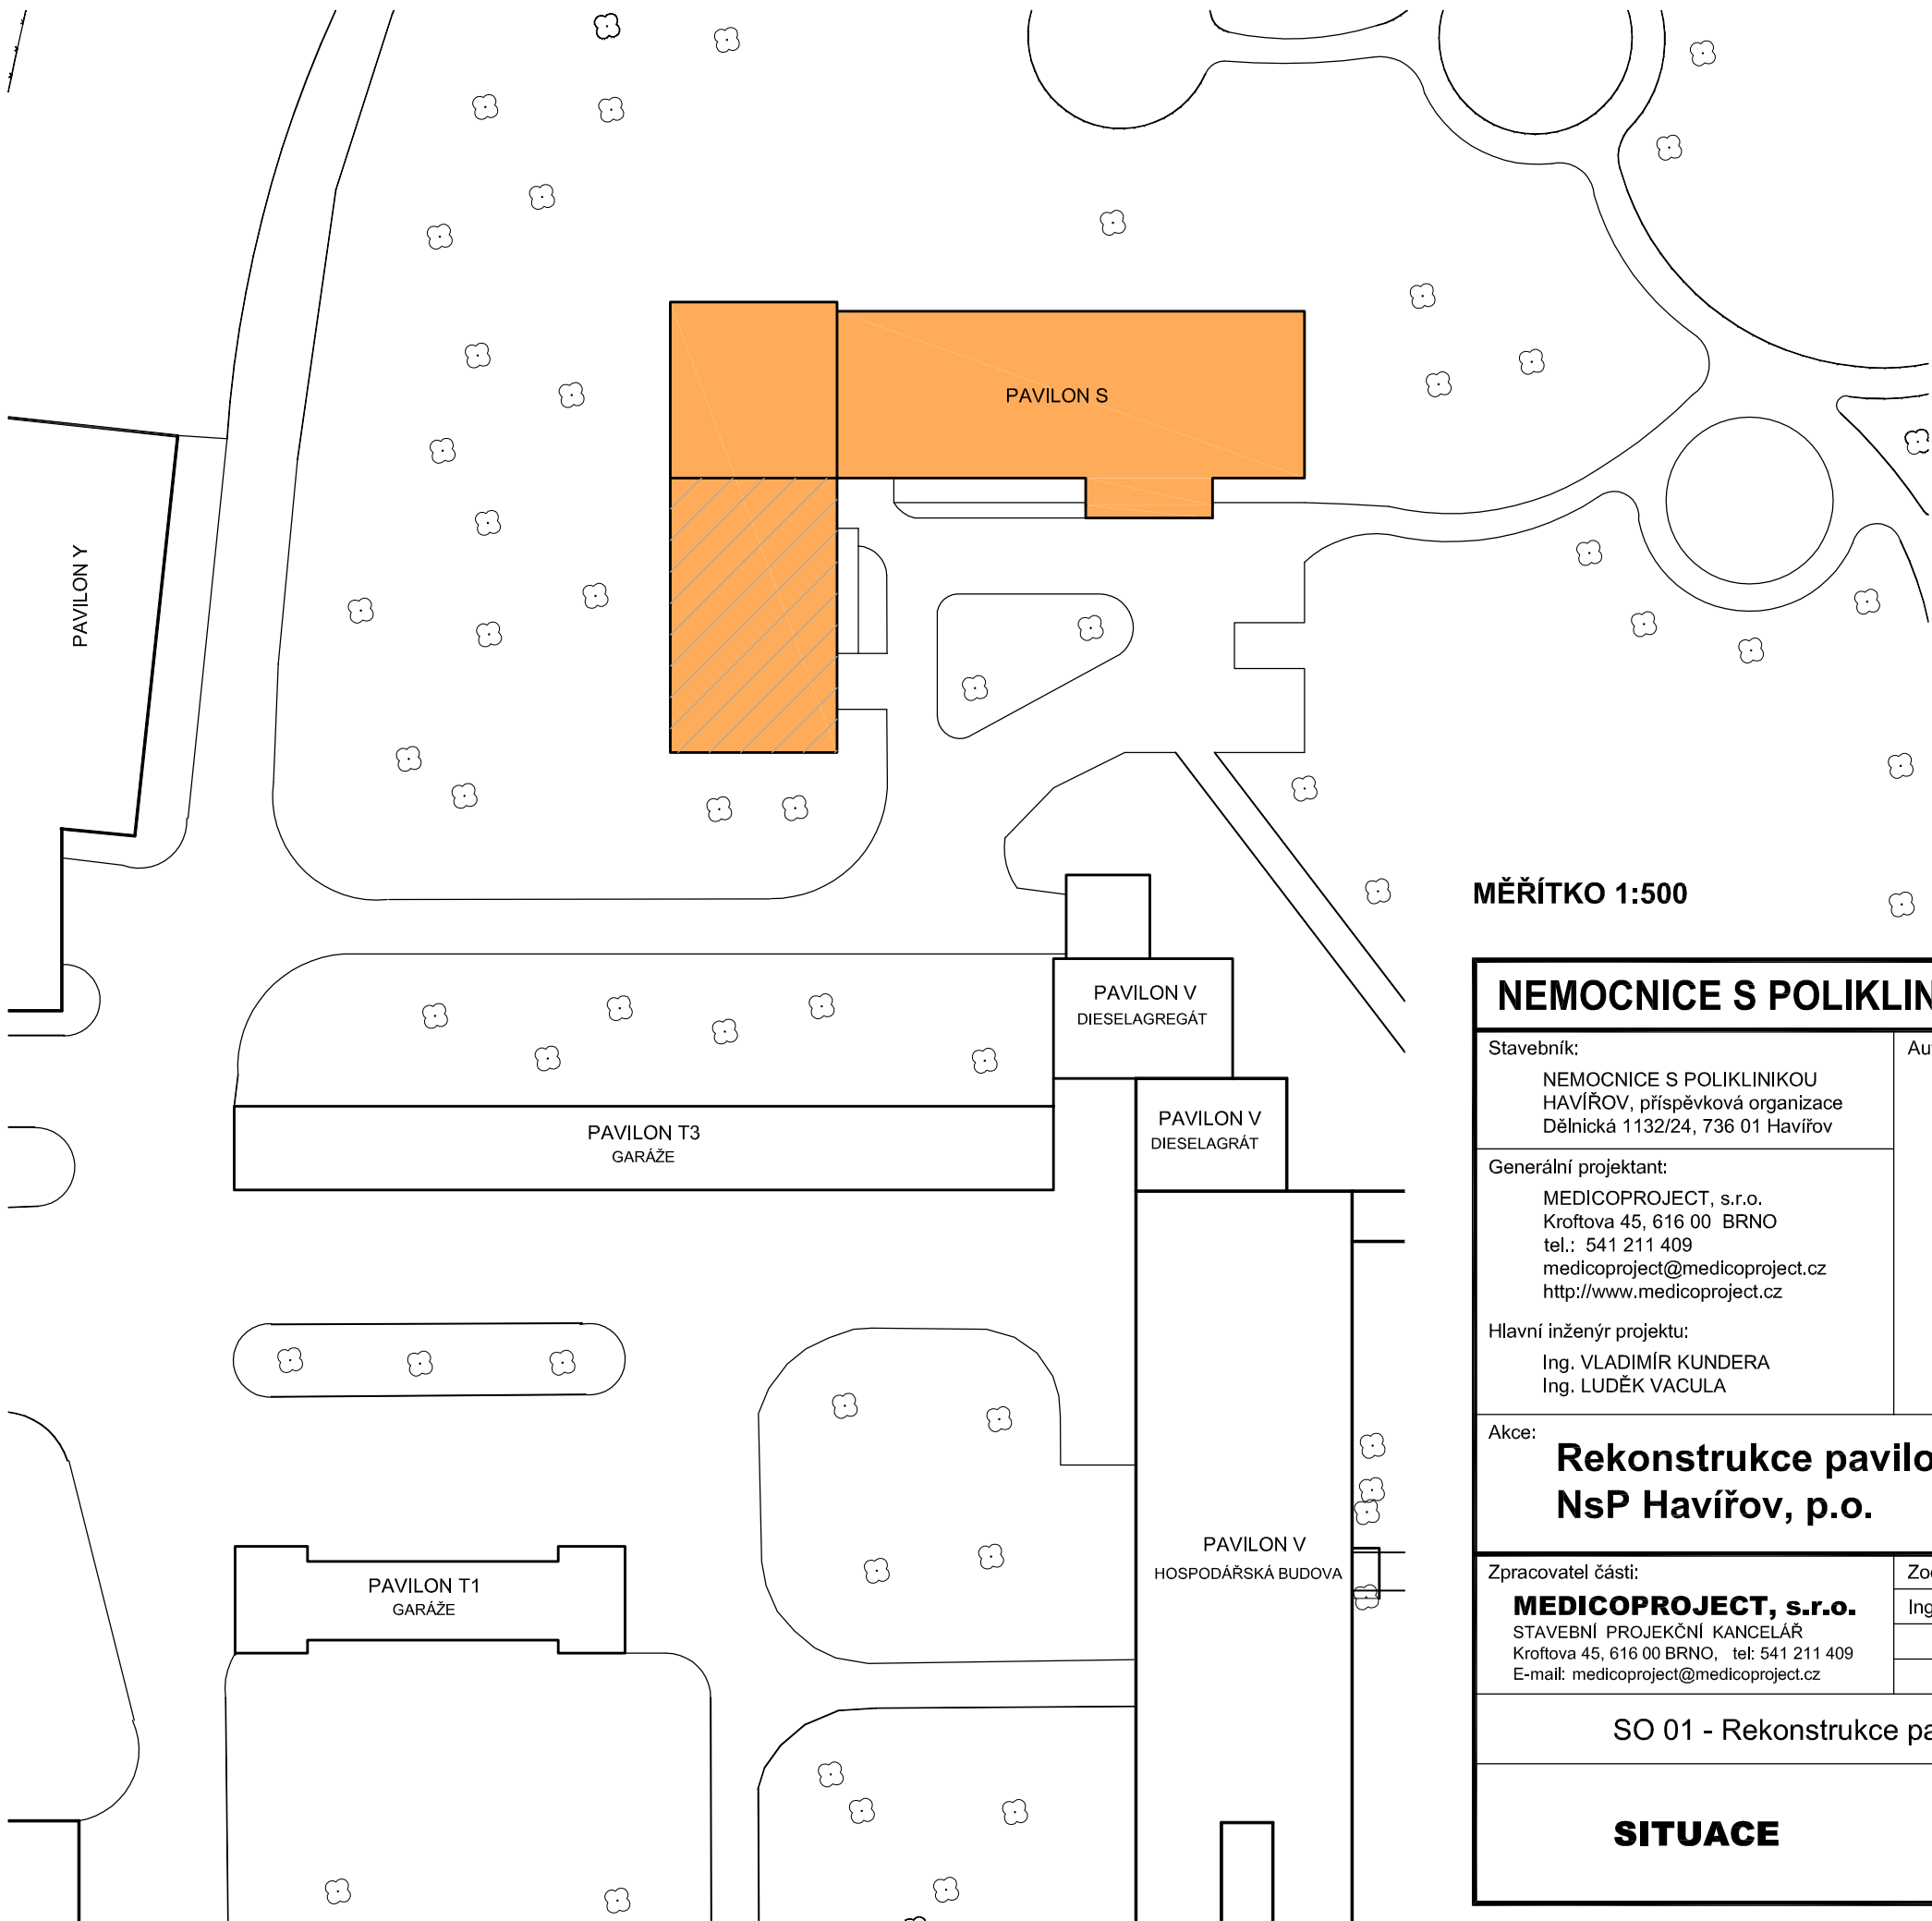 PAVILON S
PAVILON Y
MĚŘÍTKO 1:500
PAVILON V
DIESELAGREGÁT
PAVILON V
DIESELAGRÁT
PAVILON T3
GARÁŽE
PAVILON V
HOSPODÁŘSKÁ BUDOVA
PAVILON T1
GARÁŽE
NEMOCNICE S POLIKLIN
Stavebník:
NEMOCNICE S POLIKLINIKOU
HAVÍŘOV, příspěvková organizace
Dělnická 1132/24, 736 01 Havířov
Au
Generální projektant:
MEDICOPROJECT, s.r.o.
Kroftova 45, 616 00 BRNO
tel.: 541 211 409
medicoproject@medicoproject.cz
http://www.medicoproject.cz
Hlavní inženýr projektu:
Ing. VLADIMÍR KUNDERA
Ing. LUDĚK VACULA
Akce:
Rekonstrukce pavilo
NsP Havířov, p.o.
Zpracovatel části:
MEDICOPROJECT, s.r.o.
STAVEBNÍ PROJEKČNÍ KANCELÁŘ
Kroftova 45, 616 00 BRNO, tel: 541 211 409
E-mail: medicoproject@medicoproject.cz
Zo
Ing
SO 01 - Rekonstrukce pa
SITUACE